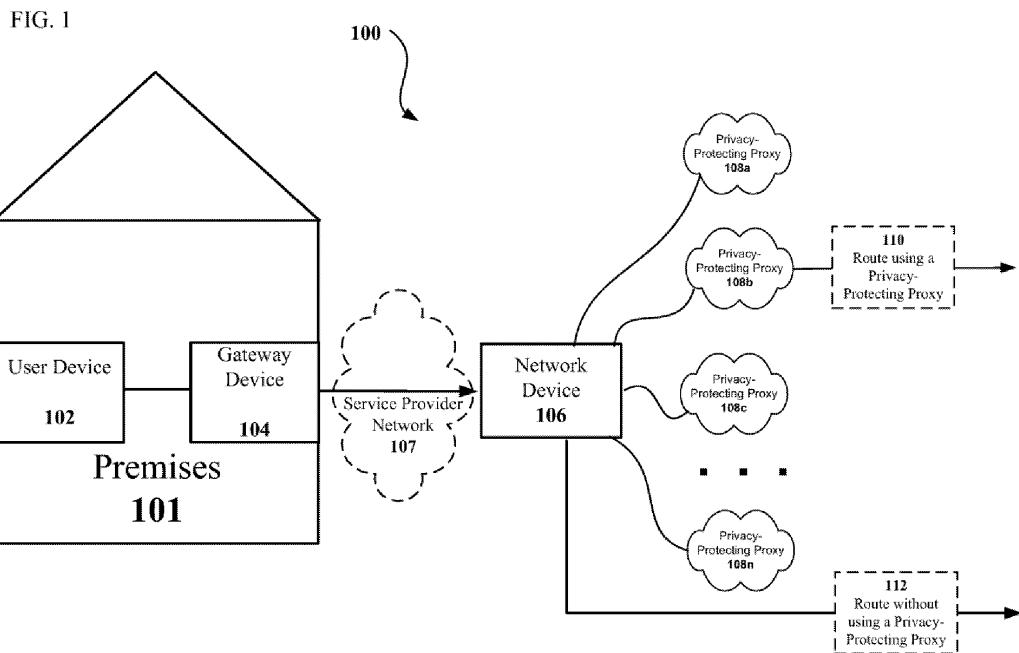 FIG. 1
100
Privacy-
Protecting Proxy
108a
Privacy-
Protecting Proxy
108b
110
Route using a
Privacy-
Protecting Proxy
User Device
102
Gateway
Device
104
Service Provider
Network
107
Network
Device
106
Privacy-
Protecting Proxy
108c
Premises
101
Privacy-
Protecting Proxy
108n
112
Route without
using a Privacy-
Protecting Proxy